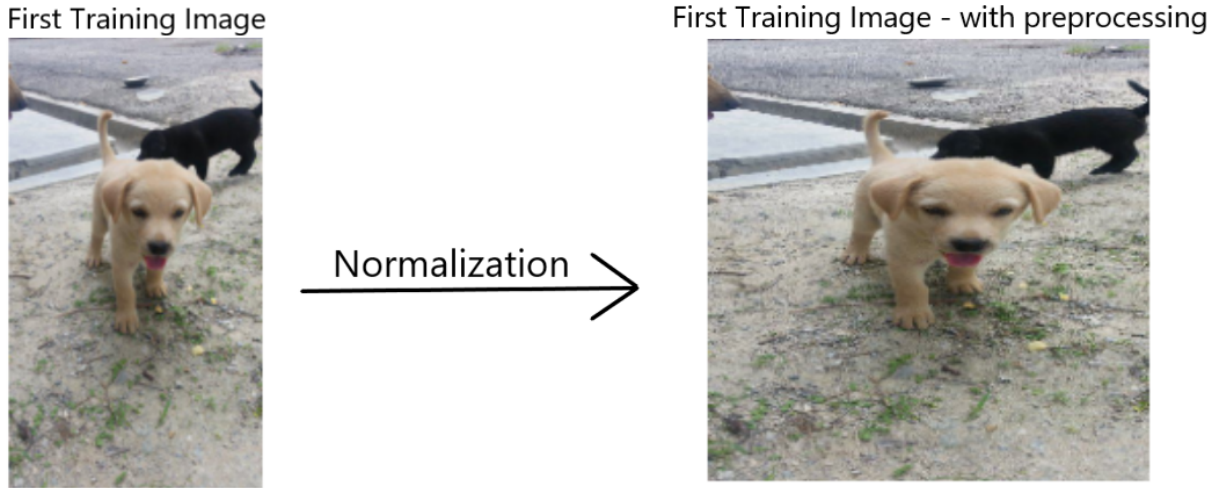 First Training Image
First Training Image - with preprocessing
Normalization